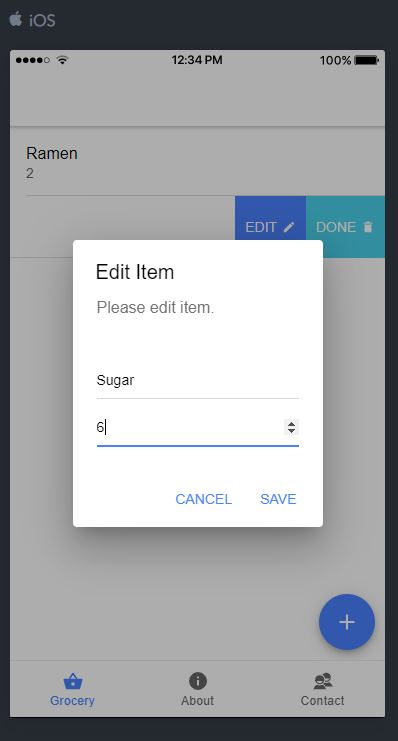 iOS
12:34 PM 100%
Ramen
2
EDIT DONE
Edit Item
Please edit item.
Sugar
6
CANCEL SAVE
Grocery About Contact